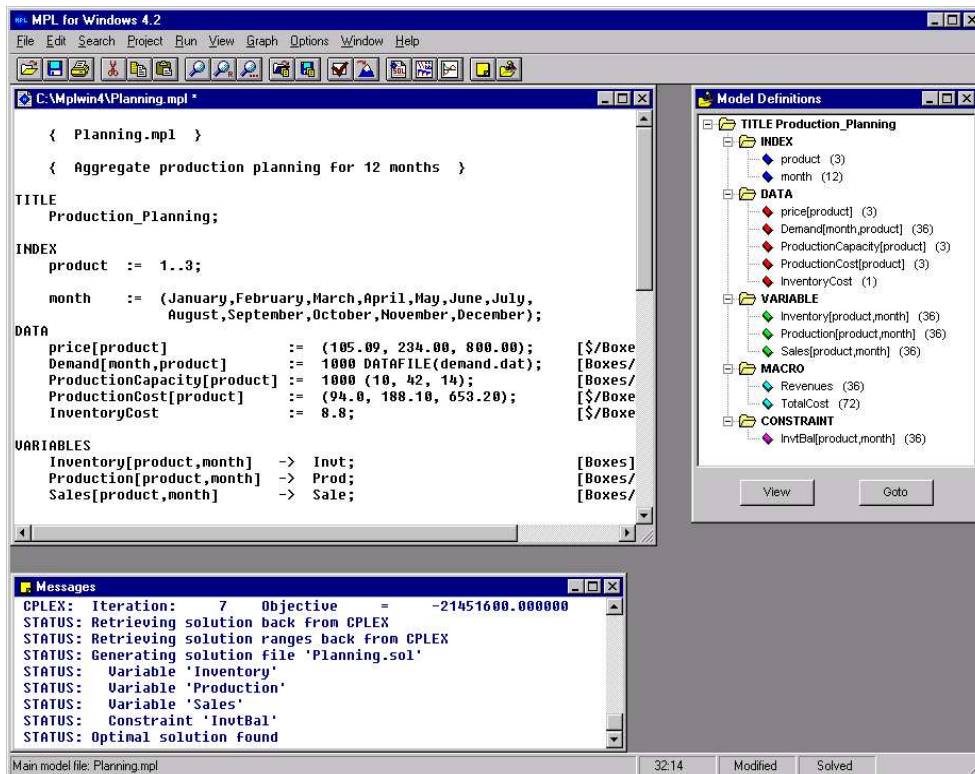 MPL for Windows 4.2
File Edit Search Project Run View Graph Options Window Help
C:\Mplwin4\Planning.mpl *
{ Planning.mpl }
{ Aggregate production planning for 12 months }
TITLE
Production_Planning;
INDEX
product := 1..3;
month := (January,February,March,April,May,June,July,
August,September,October,November,December);
DATA
price[product] := (105.09, 234.00, 800.00); [$/Boxe
Demand[month,product] := 1000 DATAFILE(demand.dat); [Boxes/
ProductionCapacity[product] := 1000 (10, 42, 14); [Boxes/
ProductionCost[product] := (94.0, 188.10, 653.20); [$/Boxe
InventoryCost := 8.8; [$/Boxe
VARIABLES
Inventory[product,month] -> Invt; [Boxes]
Production[product,month] -> Prod; [Boxes/
Sales[product,month] -> Sale; [Boxes/
Model Definitions
TITLE Production_Planning
INDEX
product (3)
month (12)
DATA
price[product] (3)
Demand[month,product] (36)
ProductionCapacity[product] (3)
ProductionCost[product] (3)
InventoryCost (1)
VARIABLE
Inventory[product,month] (36)
Production[product,month] (36)
Sales[product,month] (36)
MACRO
Revenues (36)
TotalCost (72)
CONSTRAINT
InvtBal[product,month] (36)
View Goto
Messages
CPLEX: Iteration: 7 Objective = -21451600.000000
STATUS: Retrieving solution back from CPLEX
STATUS: Retrieving solution ranges back from CPLEX
STATUS: Generating solution file 'Planning.sol'
STATUS: Variable 'Inventory'
STATUS: Variable 'Production'
STATUS: Variable 'Sales'
STATUS: Constraint 'InvtBal'
STATUS: Optimal solution found
Main model file: Planning.mpl 32:14 Modified Solved